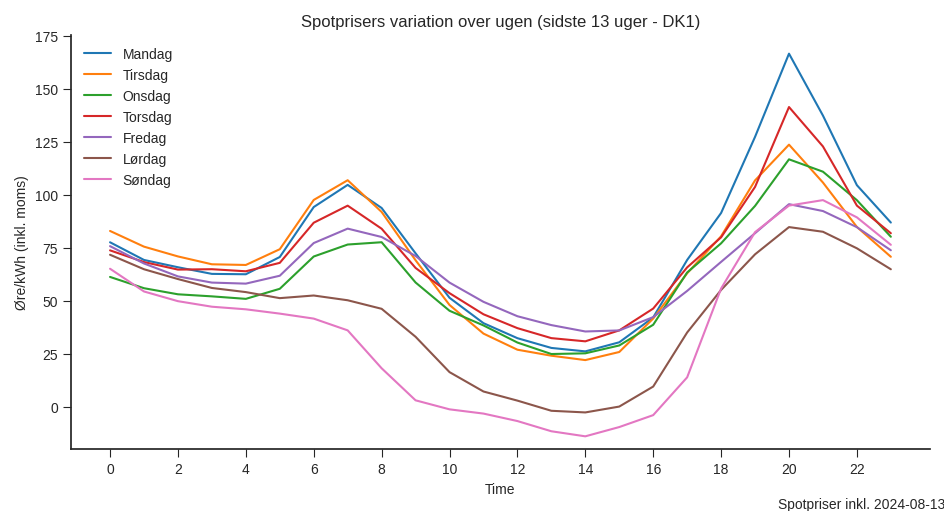 Spotprisers variation over ugen (sidste 13 uger - DK1)
175
150
125
100
75
50
25
0
Øre/kWh (inkl. moms)
Mandag
Tirsdag
Onsdag
Torsdag
Fredag
Lørdag
Søndag
0 2 4 6 8 10 12 14 16 18 20 22
Time
Spotpriser inkl. 2024-08-13